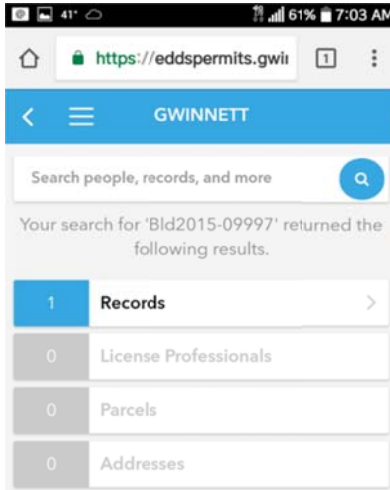 41° 61% 7:03 AM
https://eddspermits.gwin 1
GWINNETT
Search people, records, and more
Your search for 'Bld2015-09997' returned the
following results.
1 Records
0 License Professionals
0 Parcels
0 Addresses